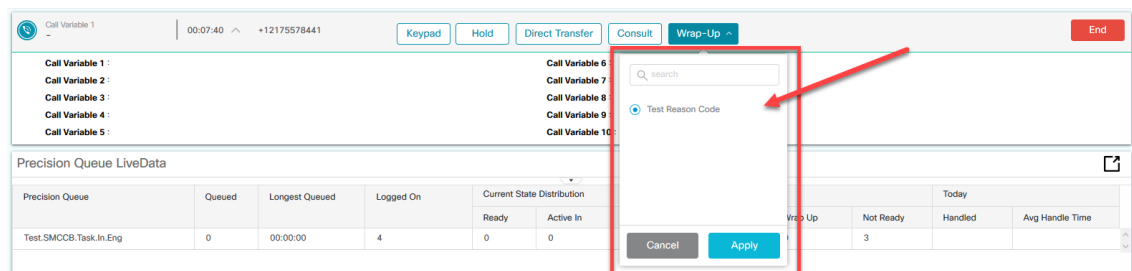 Call Variable 1
-
00:07:40
+12175578441
Keypad
Hold
Direct Transfer
Consult
Wrap-Up
End
Call Variable 1 :
Call Variable 2 :
Call Variable 3 :
Call Variable 4 :
Call Variable 5 :
Call Variable 6 :
Call Variable 7 :
Call Variable 8 :
Call Variable 9 :
Call Variable 10 :
search
Test Reason Code
Cancel
Apply
Precision Queue LiveData
Precision Queue Queued Longest Queued Logged On Current State Distribution Today
Ready Active In Wrap Up Not Ready Handled Avg Handle Time
Test.SMCCB.Task.In.Eng 0 00:00:00 4 0 0 3